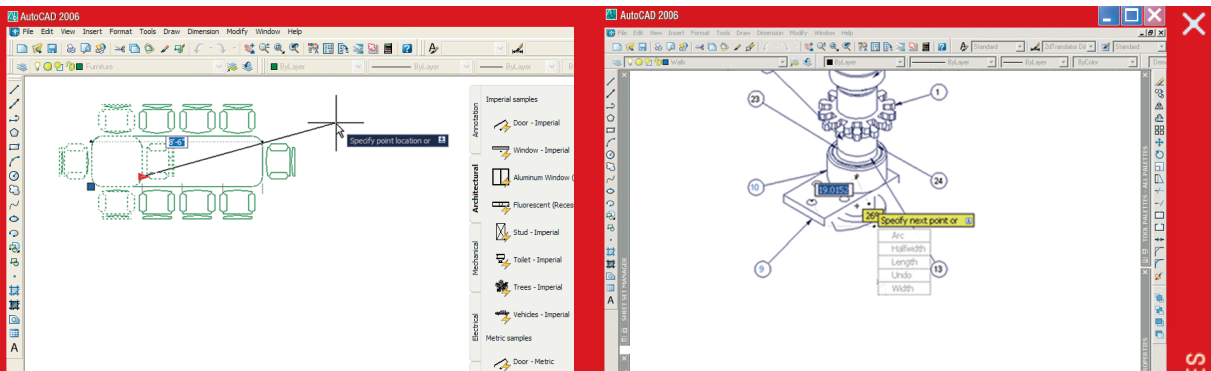 AutoCAD 2006
File Edit View Insert Format Tools Draw Dimension Modify Window Help
Furniture
ByLayer
ByLayer
ByLayer
8'-6"
Specify point location or
Annotation
Architectural
Mechanical
Electrical
Imperial samples
Door - Imperial
Window - Imperial
Aluminum Window (
Fluorescent (Reces
Stud - Imperial
Toilet - Imperial
Trees - Imperial
Vehicles - Imperial
Metric samples
Door - Metric
A
AutoCAD 2006
File Edit View Insert Format Tools Draw Dimension Modify Window Help
Standard
Standard
Walls
ByLayer
ByLayer
ByLayer
ByColor
1
23
24
10
19.0152
269
Specify next point or
Arc
Halfwidth
Length
Undo
Width
9
13
SHEET SET MANAGER
TOOL PALETTES - ALL PALETTES
PROPERTIES
A
ES